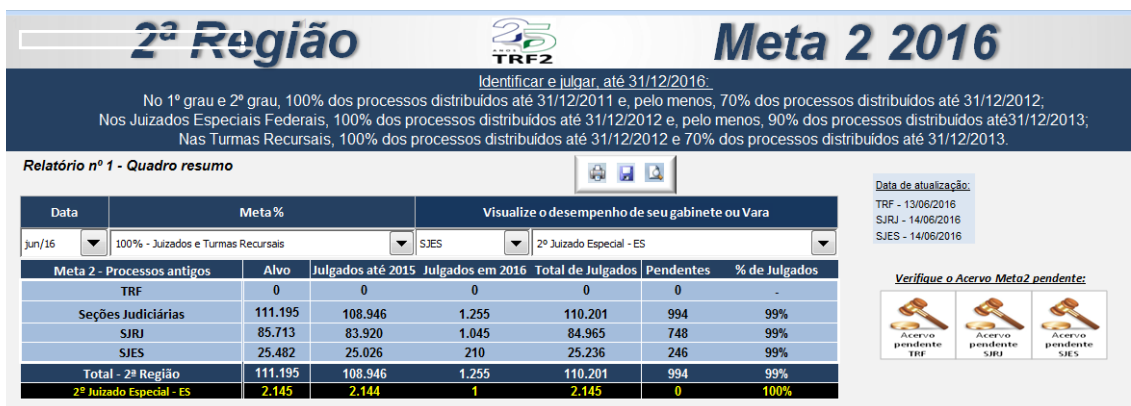 2ª Região
25
ANOS
TRF2
Meta 2 2016
Identificar e julgar, até 31/12/2016:
No 1º grau e 2º grau, 100% dos processos distribuídos até 31/12/2011 e, pelo menos, 70% dos processos distribuídos até 31/12/2012;
Nos Juizados Especiais Federais, 100% dos processos distribuídos até 31/12/2012 e, pelo menos, 90% dos processos distribuídos até31/12/2013;
Nas Turmas Recursais, 100% dos processos distribuídos até 31/12/2012 e 70% dos processos distribuídos até 31/12/2013.
Relatório nº 1 - Quadro resumo
Data de atualização:
TRF - 13/06/2016
SJRJ - 14/06/2016
SJES - 14/06/2016
Data Meta% Visualize o desempenho de seu gabinete ou Vara
jun/16 100% - Juizados e Turmas Recursais SJES 2º Juizado Especial - ES
Meta 2 - Processos antigos Alvo Julgados até 2015 Julgados em 2016 Total de Julgados Pendentes % de Julgados
TRF 0 0 0 0 0 -
Seções Judiciárias 111.195 108.946 1.255 110.201 994 99%
SJRJ 85.713 83.920 1.045 84.965 748 99%
SJES 25.482 25.026 210 25.236 246 99%
Total - 2ª Região 111.195 108.946 1.255 110.201 994 99%
2º Juizado Especial - ES 2.145 2.144 1 2.145 0 100%
Verifique o Acervo Meta2 pendente:
Acervo pendente TRF
Acervo pendente SJRJ
Acervo pendente SJES